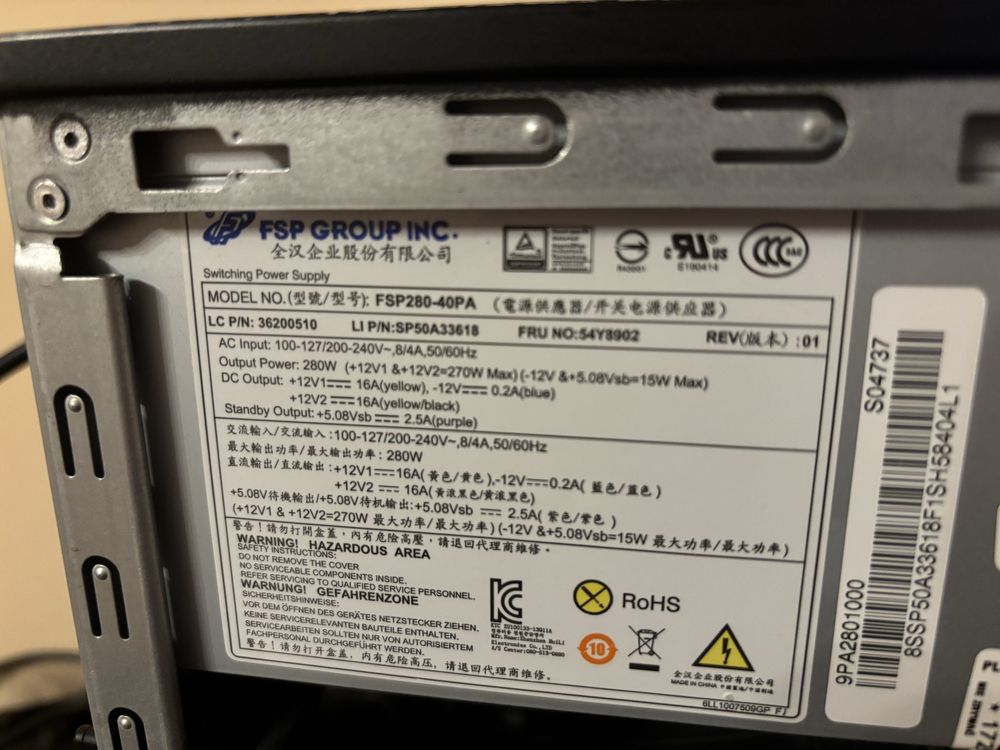 FSP GROUP INC.
全汉企业股份有限公司
Switching Power Supply
c RU us
E190414
CCC
MODEL NO.(型號/型号): FSP280-40PA (電源供應器/开关电源供应器)
LC P/N: 36200510 LI P/N:SP50A33618 FRU NO:54Y8902 REV(版本):01
AC Input: 100-127/200-240V~,8/4A,50/60Hz
Output Power: 280W (+12V1 &+12V2=270W Max)(-12V &+5.08Vsb=15W Max)
DC Output: +12V1⎓16A(yellow), -12V⎓0.2A(blue)
+12V2⎓16A(yellow/black)
Standby Output:+5.08Vsb ⎓ 2.5A(purple)
交流輸入/交流输入:100-127/200-240V~,8/4A,50/60Hz
最大輸出功率/最大输出功率: 280W
直流輸出/直流输出:+12V1⎓16A(黃色/黄色),-12V⎓0.2A(藍色/蓝色)
+12V2⎓16A(黃滾黑色/黄滚黑色)
+5.08V待機輸出/+5.08V待机输出:+5.08Vsb ⎓ 2.5A(紫色/紫色)
(+12V1 &+12V2=270W 最大功率/最大功率)(-12V &+5.08Vsb=15W 最大功率/最大功率)
警告!請勿打開盒蓋,內有危險高壓,請退回代理商維修。
WARNING! HAZARDOUS AREA
SAFETY INSTRUCTIONS:
DO NOT REMOVE THE COVER
NO SERVICEABLE COMPONENTS INSIDE.
REFER SERVICING TO QUALIFIED SERVICE PERSONNEL.
WARNUNG! GEFAHRENZONE
SICHERHEITSHINWEISE:
VOR DEM ÖFFNEN DES GERÄTES NETZSTECKER ZIEHEN.
KEINE SERVICERELEVANTEN BAUTEILE ENTHALTEN.
SERVICEARBEITEN SOLLTEN NUR VON AUTORISIERTEM
FACHPERSONAL DURCHGEFÜHRT WERDEN.
警告!请勿打开盒盖,内有危险高压,请退回代理商维修。
RoHS
10
全汉企业股份有限公司
MADE IN CHINA
6LL1007509GP FJ
S04737
8SSP50A33618F1SH58404L1
9PA2801000